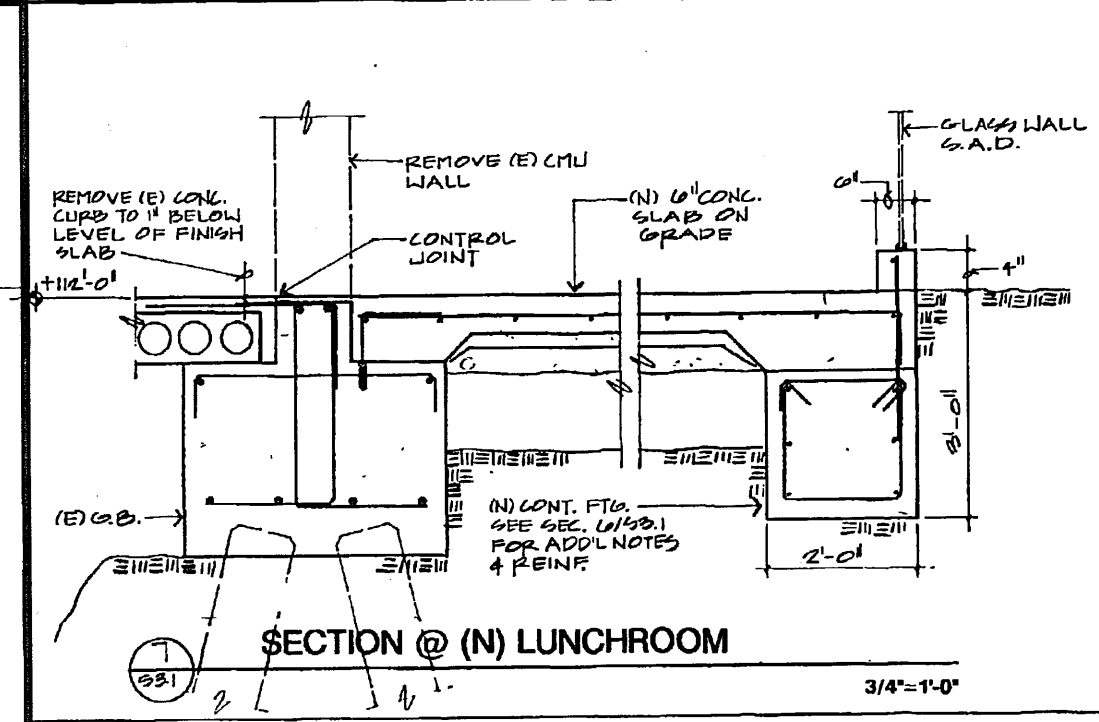 GLASS WALL
S.A.D.
6"
REMOVE (E) CMU
WALL
REMOVE (E) CONC.
CURB TO 1" BELOW
LEVEL OF FINISH
SLAB
(N) 6" CONC.
SLAB ON
GRADE
CONTROL
JOINT
4"
+112'-0"
3'-0"
(E) G.B.
(N) CONT. FTG.
SEE SEC. 6/S3.1
FOR ADD'L NOTES
& REINF.
2'-0"
7
S3.1
SECTION @ (N) LUNCHROOM
3/4"=1'-0"